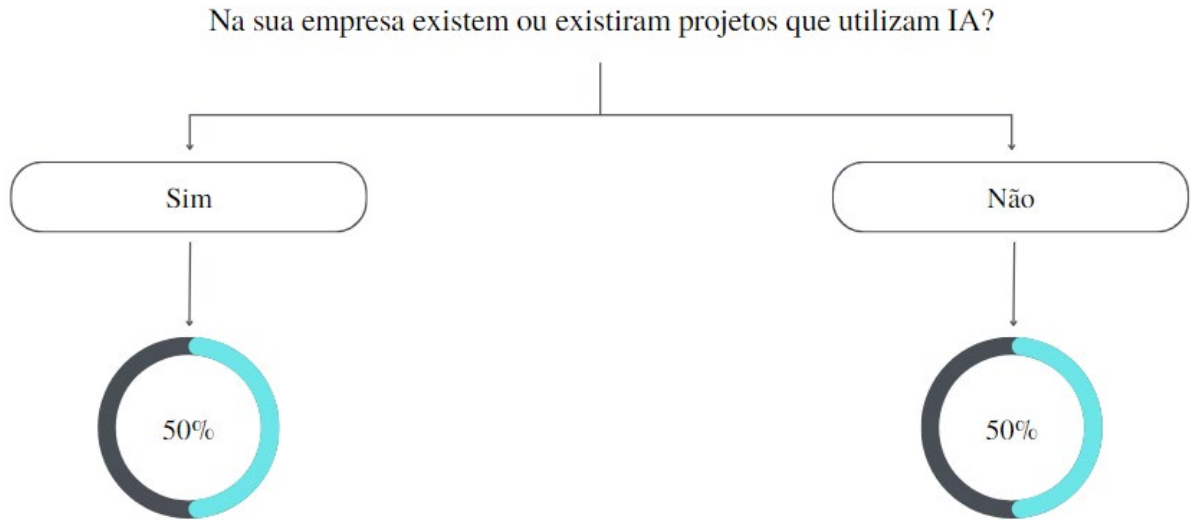 Na sua empresa existem ou existiram projetos que utilizam IA?
Sim
Não
50%
50%